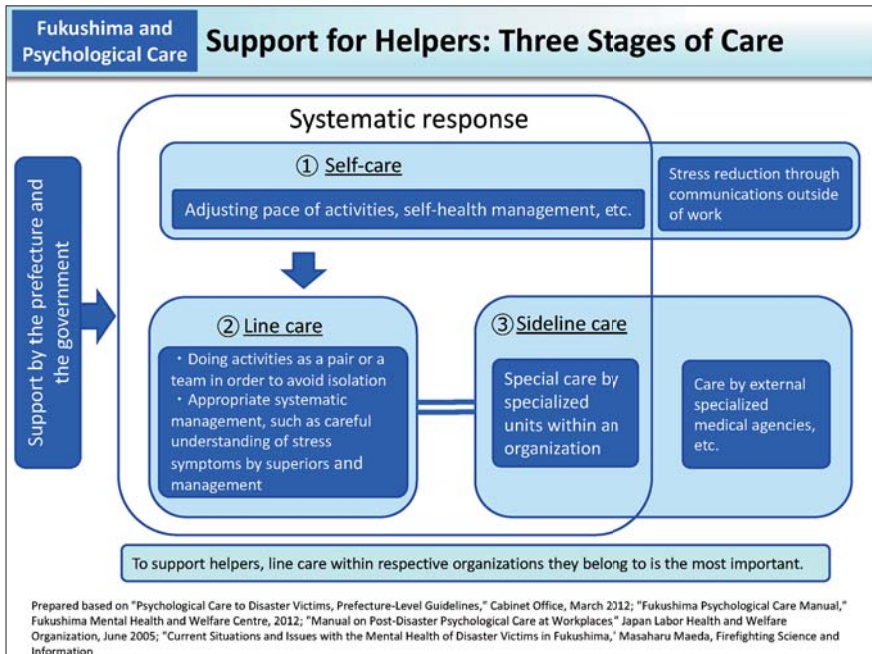 Fukushima and
Psychological Care
Support for Helpers: Three Stages of Care
Systematic response
① Self-care
Adjusting pace of activities, self-health management, etc.
Stress reduction through
communications outside
of work
Support by the prefecture and
the government
② Line care
・Doing activities as a pair or a
team in order to avoid isolation
・Appropriate systematic
management, such as careful
understanding of stress
symptoms by superiors and
management
③ Sideline care
Special care by
specialized
units within an
organization
Care by external
specialized
medical agencies,
etc.
To support helpers, line care within respective organizations they belong to is the most important.
Prepared based on "Psychological Care to Disaster Victims, Prefecture-Level Guidelines," Cabinet Office, March 2012; "Fukushima Psychological Care Manual,"
Fukushima Mental Health and Welfare Centre, 2012; "Manual on Post-Disaster Psychological Care at Workplaces," Japan Labor Health and Welfare
Organization, June 2005; "Current Situations and Issues with the Mental Health of Disaster Victims in Fukushima,' Masaharu Maeda, Firefighting Science and
Information